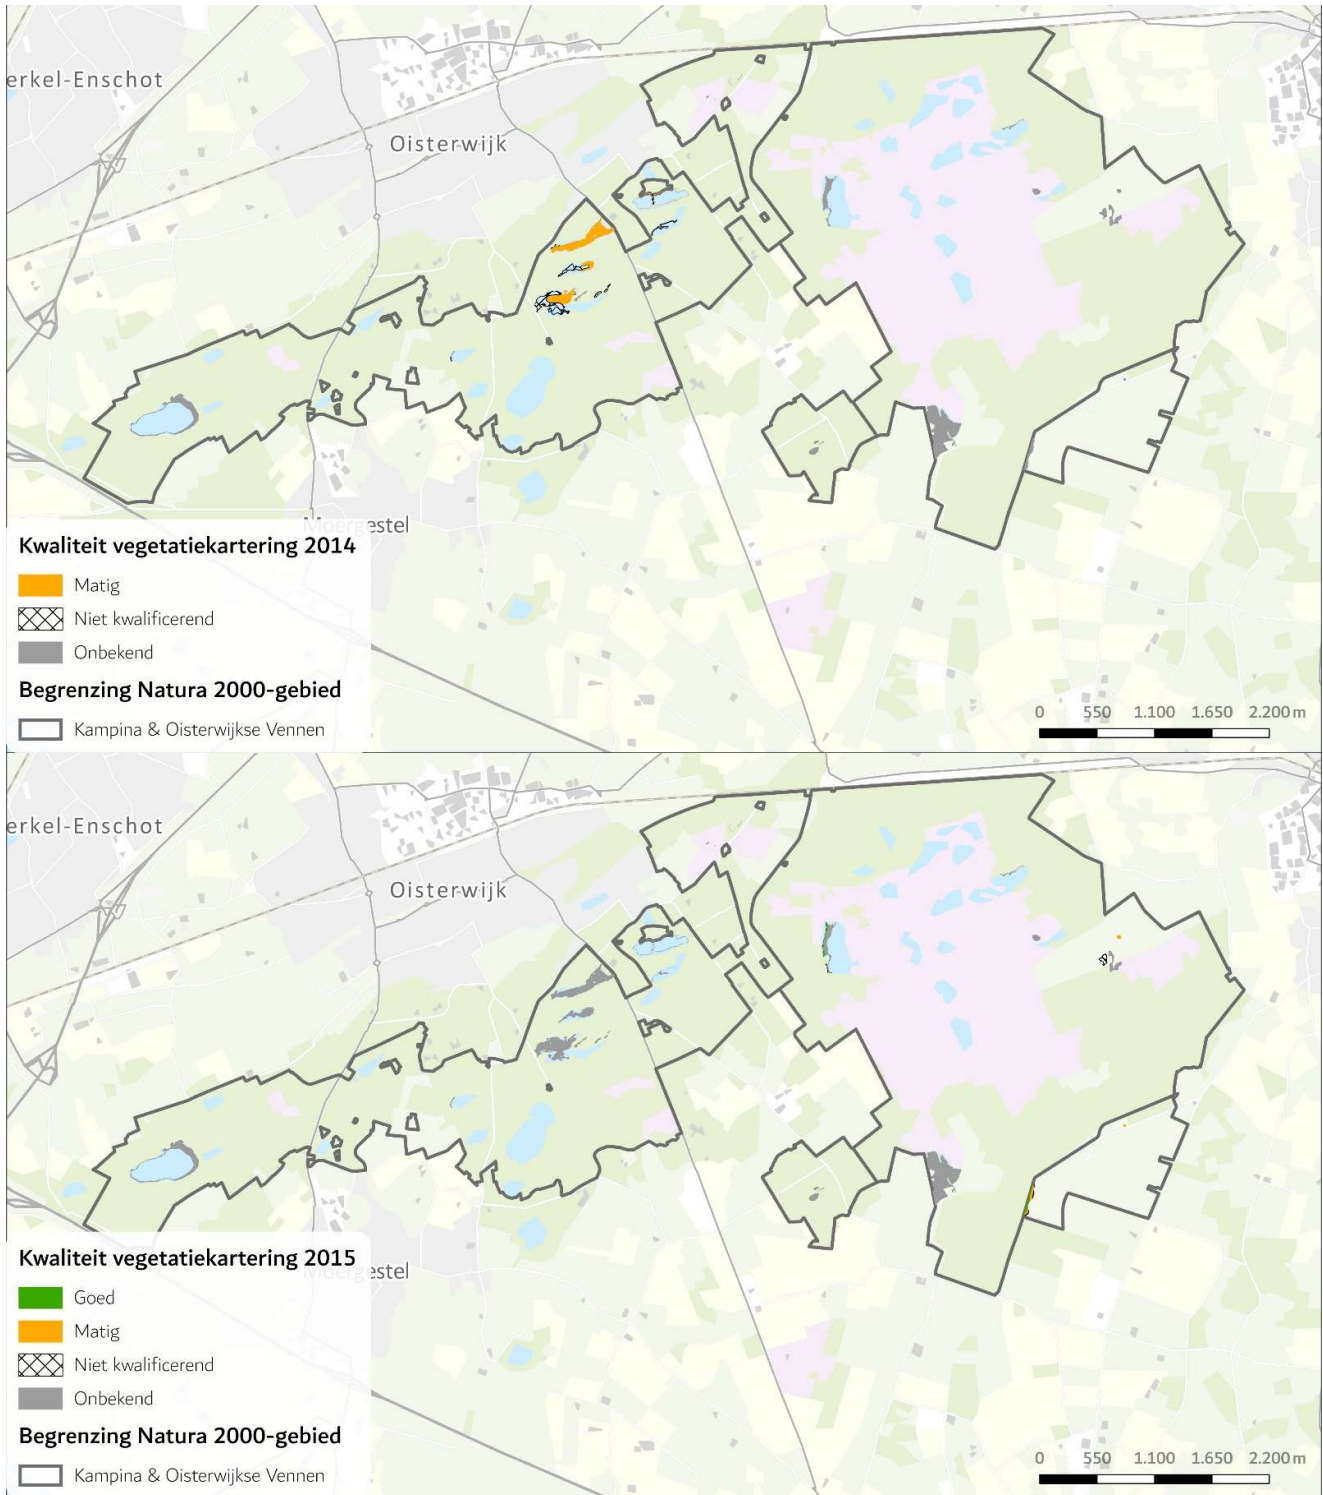 erkel-Enschot
Oisterwijk
Kwaliteit vegetatiekartering 2014
Matig
Niet kwalificerend
Onbekend
Begrenzing Natura 2000-gebied
Kampina & Oisterwijkse Vennen
Moergestel
0 550 1.100 1.650 2.200 m
erkel-Enschot
Oisterwijk
Kwaliteit vegetatiekartering 2015
Goed
Matig
Niet kwalificerend
Onbekend
Begrenzing Natura 2000-gebied
Kampina & Oisterwijkse Vennen
Moergestel
0 550 1.100 1.650 2.200 m